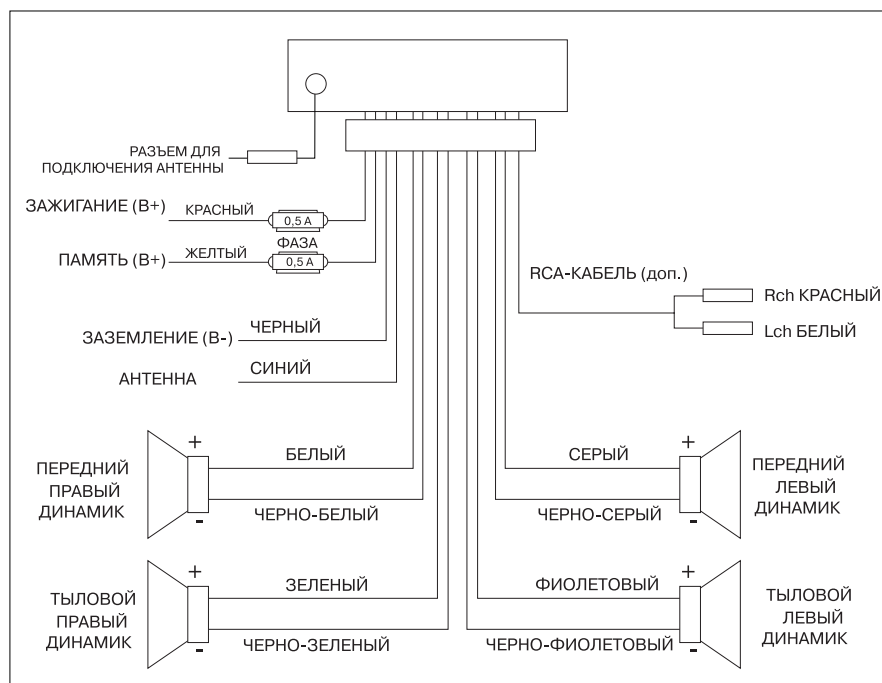 РАЗЪЕМ ДЛЯ
ПОДКЛЮЧЕНИЯ АНТЕННЫ
ЗАЖИГАНИЕ (В+)
КРАСНЫЙ
0,5 А
ФАЗА
ПАМЯТЬ (В+)
ЖЕЛТЫЙ
0,5 А
RCA-КАБЕЛЬ (доп.)
Rch КРАСНЫЙ
Lch БЕЛЫЙ
ЗАЗЕМЛЕНИЕ (В-)
ЧЕРНЫЙ
АНТЕННА
СИНИЙ
ПЕРЕДНИЙ
ПРАВЫЙ
ДИНАМИК
+
-
БЕЛЫЙ
ЧЕРНО-БЕЛЫЙ
СЕРЫЙ
ЧЕРНО-СЕРЫЙ
+
-
ПЕРЕДНИЙ
ЛЕВЫЙ
ДИНАМИК
ТЫЛОВОЙ
ПРАВЫЙ
ДИНАМИК
+
-
ЗЕЛЕНЫЙ
ЧЕРНО-ЗЕЛЕНЫЙ
ФИОЛЕТОВЫЙ
ЧЕРНО-ФИОЛЕТОВЫЙ
+
-
ТЫЛОВОЙ
ЛЕВЫЙ
ДИНАМИК